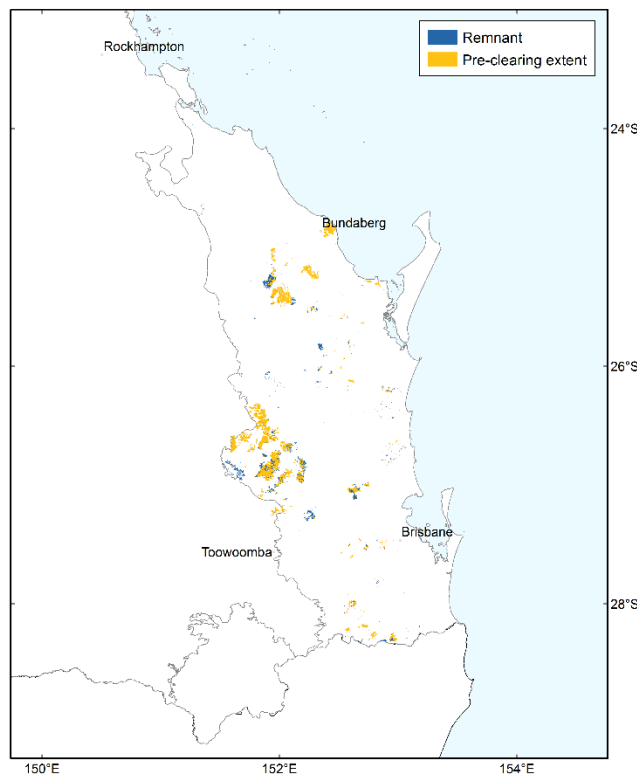 Remnant
Pre-clearing extent
Rockhampton
24°S
Bundaberg
26°S
Brisbane
Toowoomba
28°S
150°E
152°E
154°E